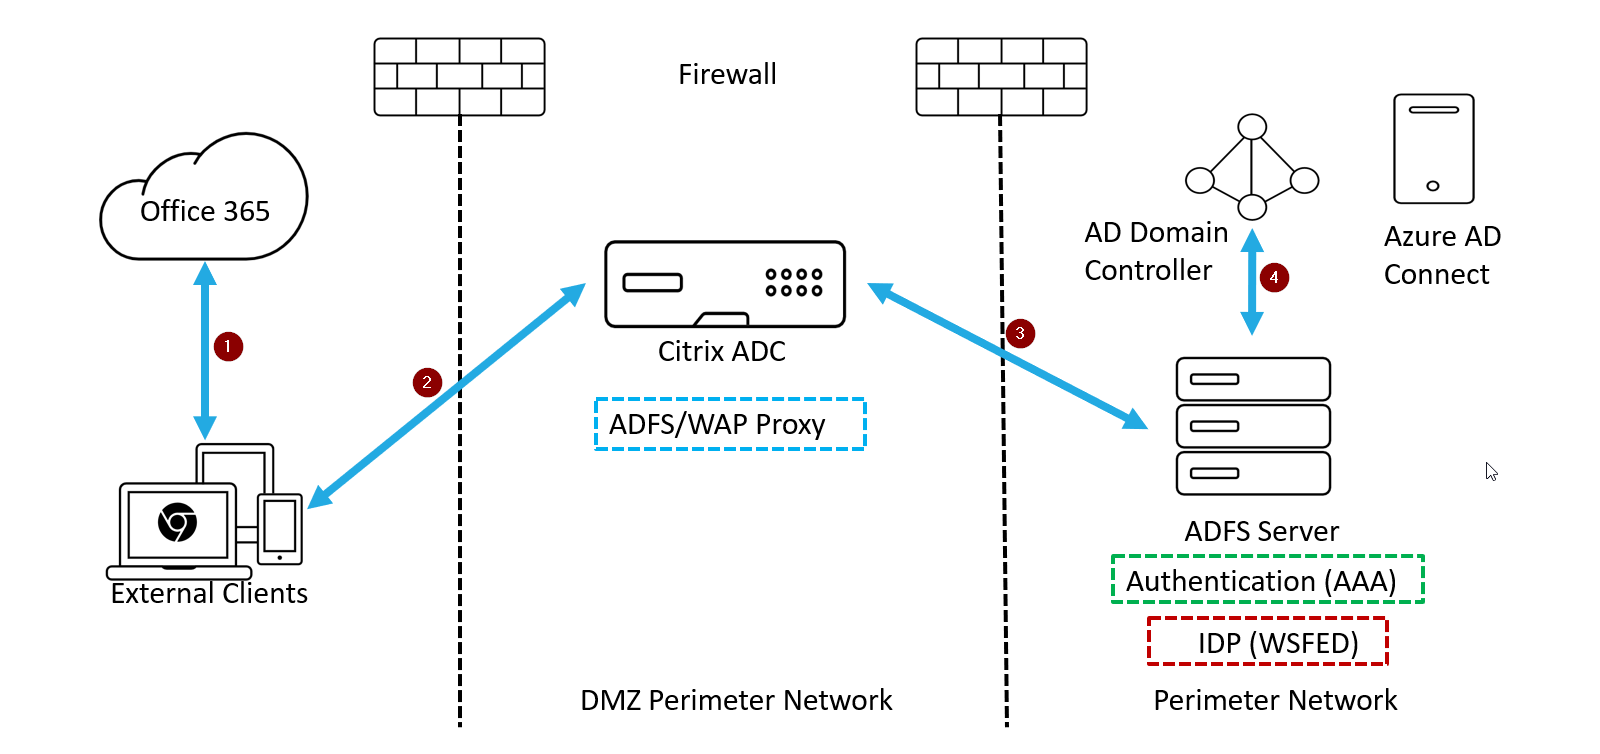 Firewall
Office 365
AD Domain
Controller
Azure AD
Connect
4
1
3
2
Citrix ADC
ADFS/WAP Proxy
ADFS Server
Authentication (AAA)
External Clients
IDP (WSFED)
DMZ Perimeter Network
Perimeter Network